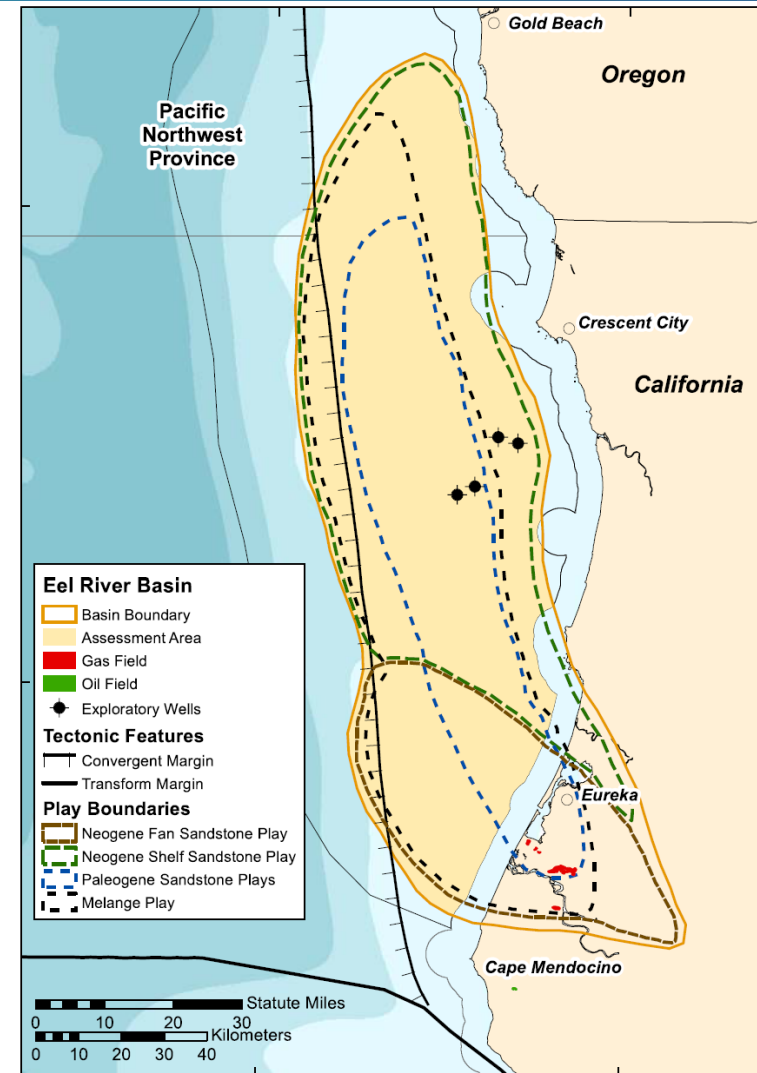 Gold Beach
Oregon
Pacific
Northwest
Province
Crescent City
California
Eel River Basin
Basin Boundary
Assessment Area
Gas Field
Oil Field
Exploratory Wells
Tectonic Features
Convergent Margin
Transform Margin
Play Boundaries
Neogene Fan Sandstone Play
Neogene Shelf Sandstone Play
Paleogene Sandstone Plays
Melange Play
Eureka
Cape Mendocino
Statute Miles
0 10 20 30
Kilometers
0 10 20 30 40